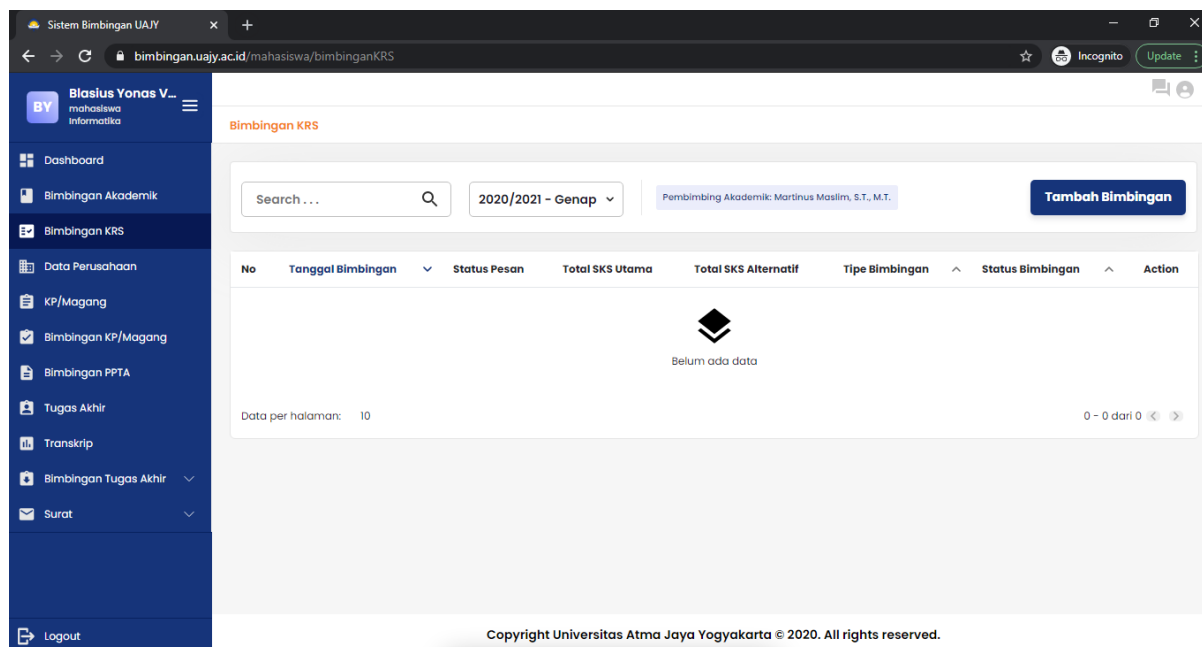 Sistem Bimbingan UAJY
bimbingan.uajy.ac.id/mahasiswa/bimbinganKRS
Incognito
Update
BY
Blasius Yonas V...
mahasiswa
Informatika
Dashboard
Bimbingan Akademik
Bimbingan KRS
Data Perusahaan
KP/Magang
Bimbingan KP/Magang
Bimbingan PPTA
Tugas Akhir
Transkrip
Bimbingan Tugas Akhir
Surat
Logout
Bimbingan KRS
Search ...
2020/2021 - Genap
Pembimbing Akademik: Martinus Maslim, S.T., M.T.
Tambah Bimbingan
No Tanggal Bimbingan Status Pesan Total SKS Utama Total SKS Alternatif Tipe Bimbingan Status Bimbingan Action
Belum ada data
Data per halaman: 10
0 - 0 dari 0
Copyright Universitas Atma Jaya Yogyakarta © 2020. All rights reserved.